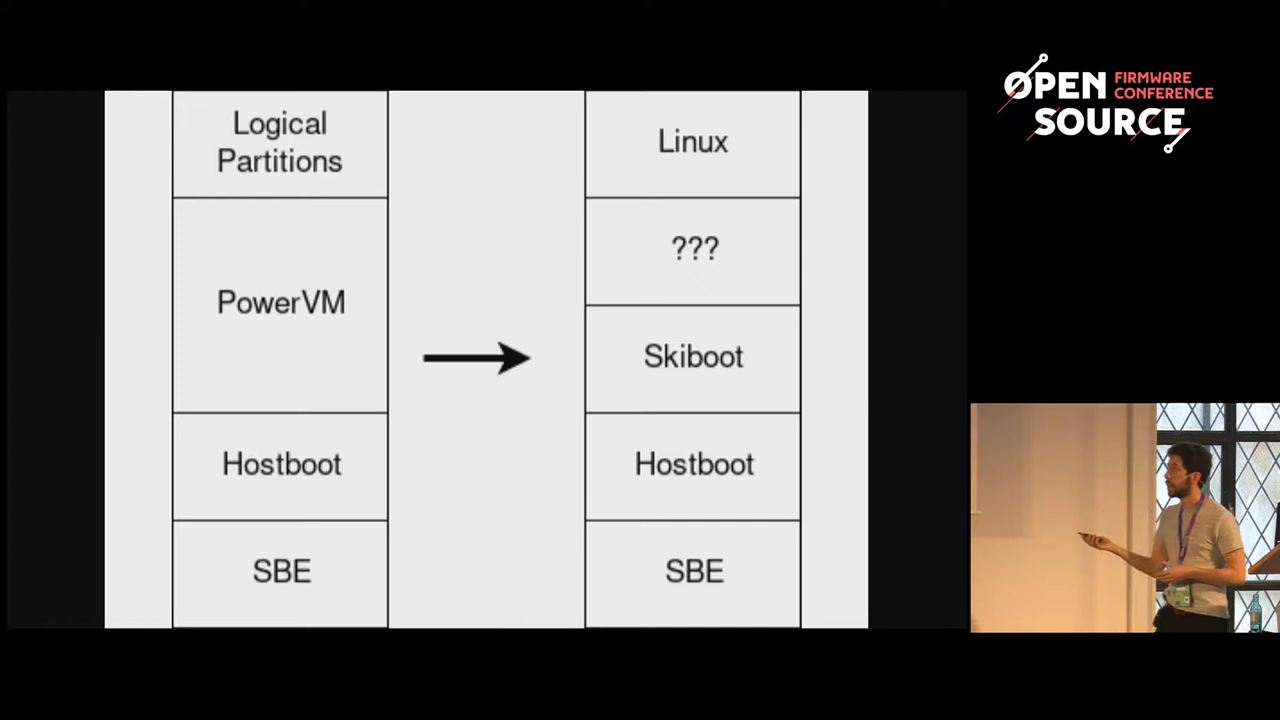 OPEN FIRMWARE
CONFERENCE
SOURCE
Logical
Partitions
PowerVM
Hostboot
SBE
Linux
???
Skiboot
Hostboot
SBE